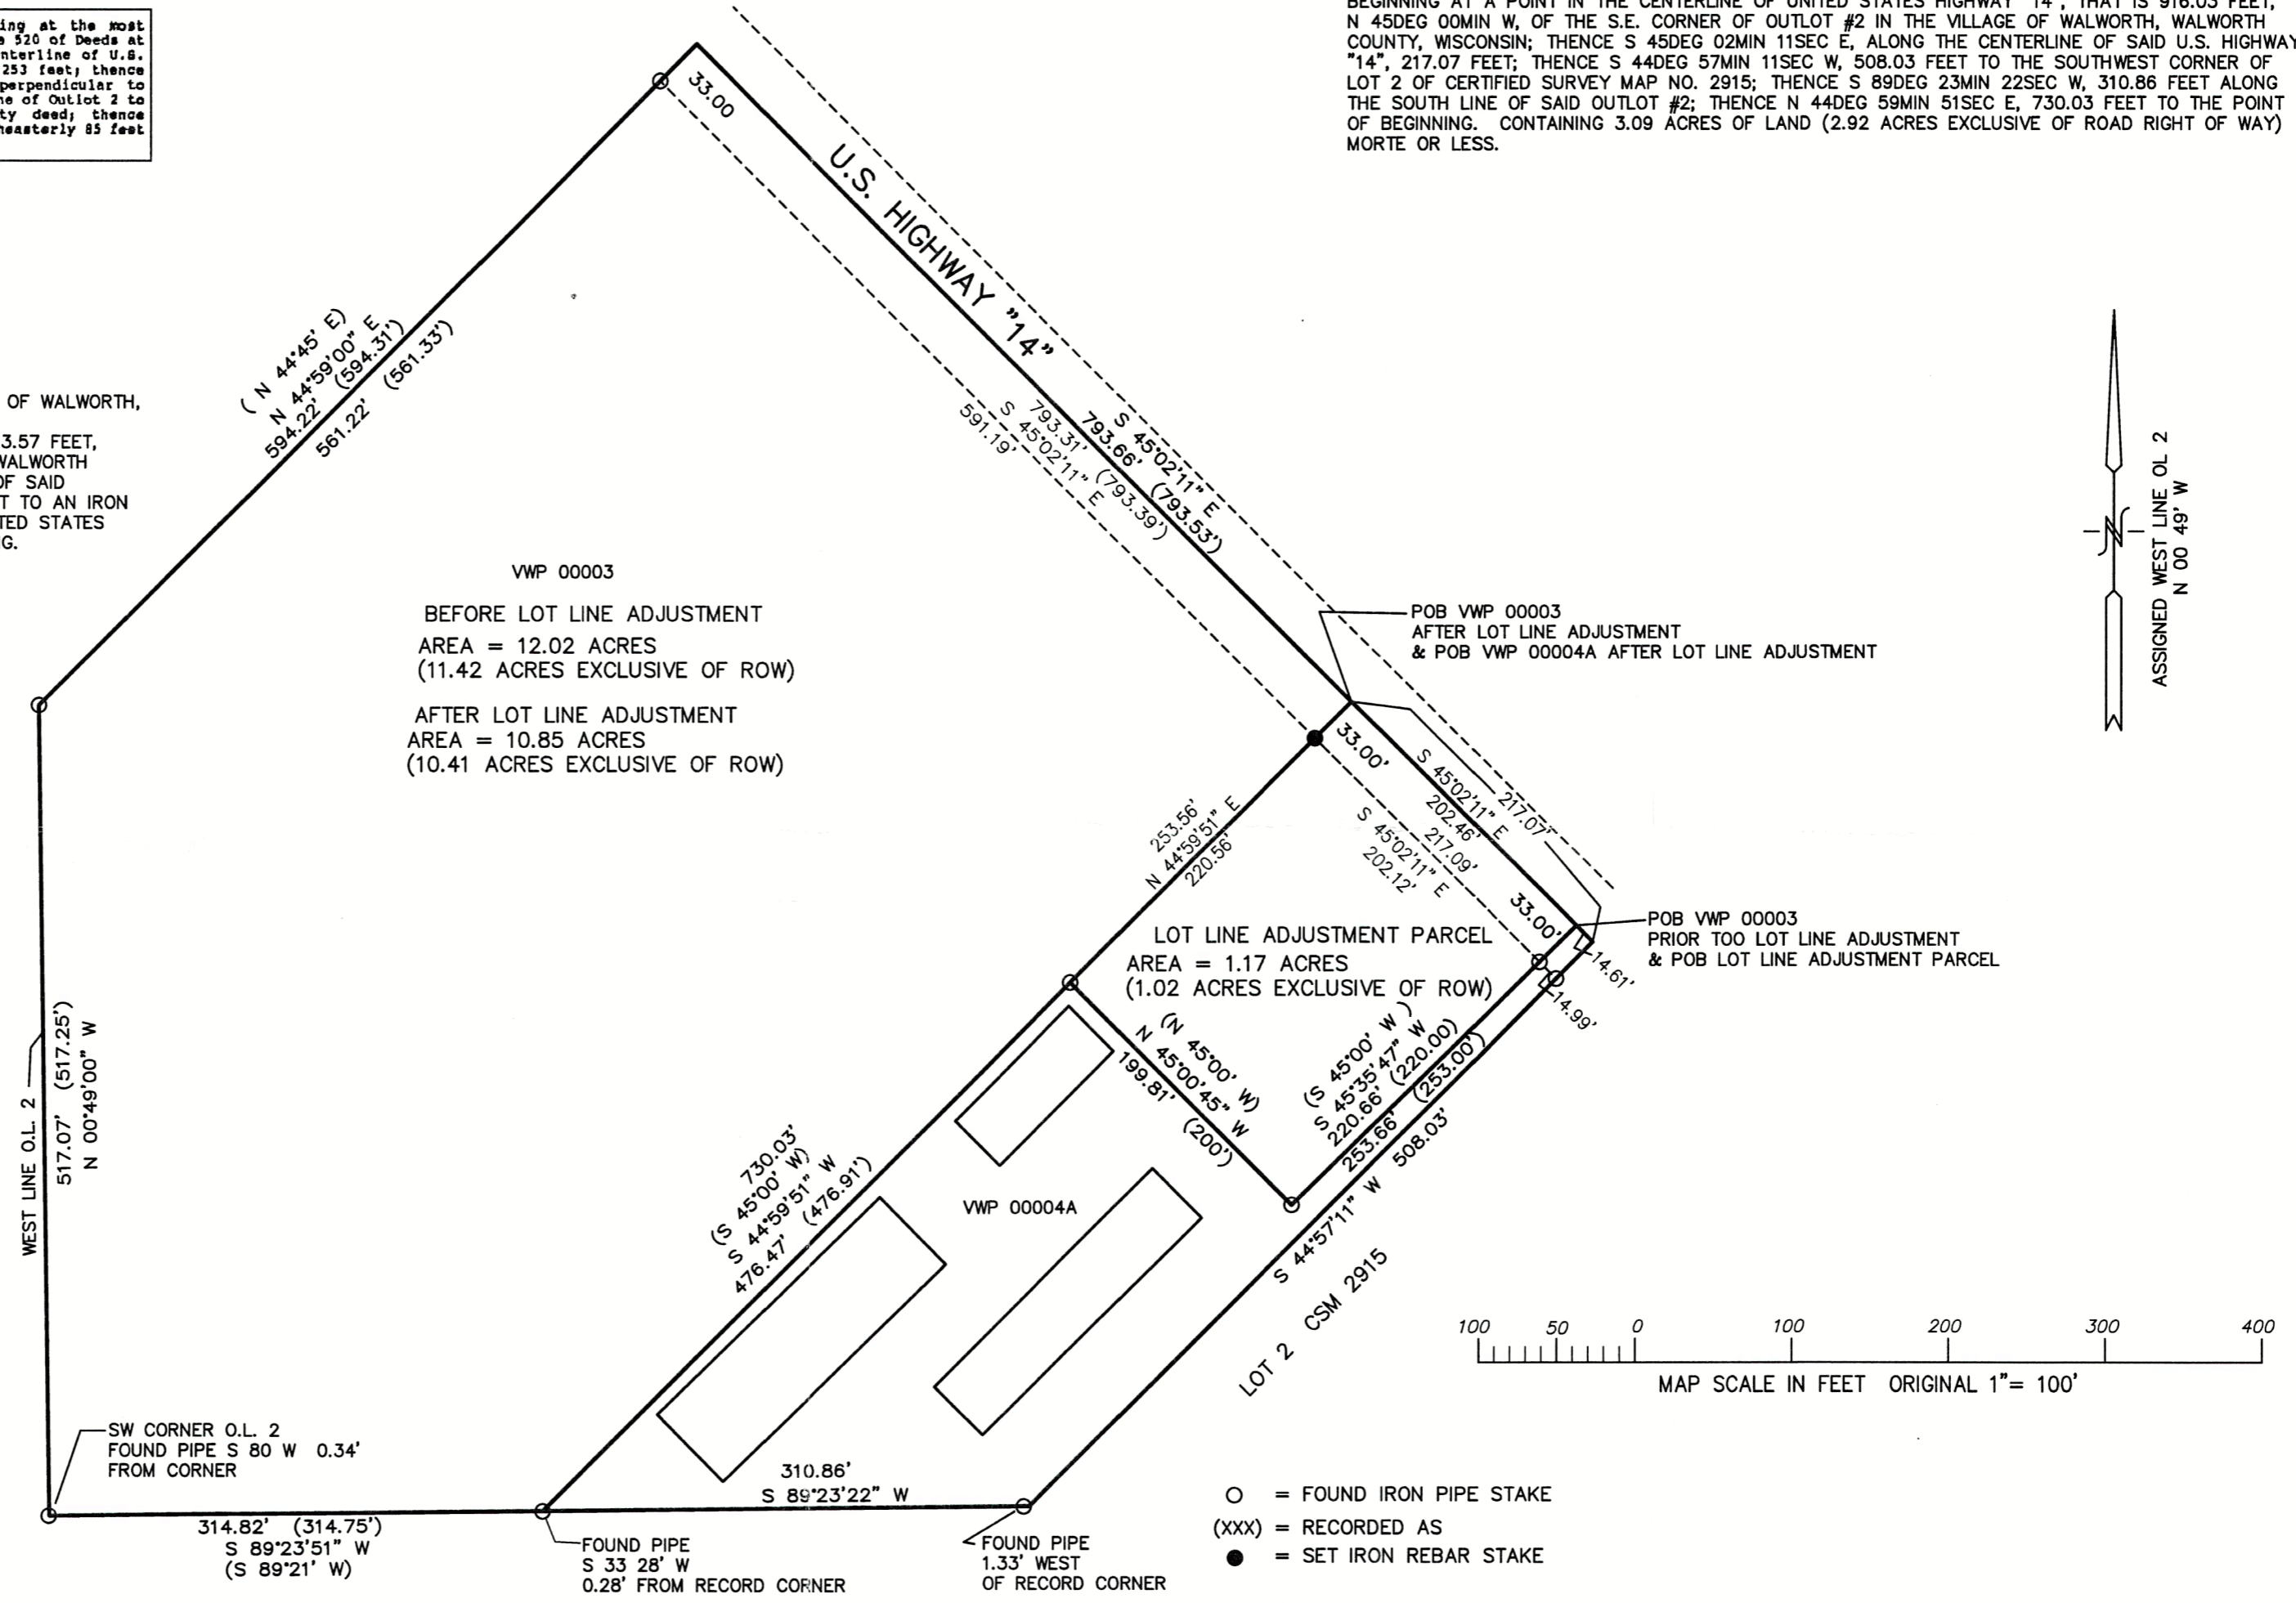 ing at the most
520 of Deeds at
nterline of U.S.
253 feet; thence
perpendicular to
ne of Outlot 2 to
ty deed; thence
heasterly 85 feet
BEGINNING AT A POINT IN THE CENTERLINE OF UNITED STATES HIGHWAY "14", THAT IS 916.03 FEET,
N 45DEG 00MIN W, OF THE S.E. CORNER OF OUTLOT #2 IN THE VILLAGE OF WALWORTH, WALWORTH
COUNTY, WISCONSIN; THENCE S 45DEG 02MIN 11SEC E, ALONG THE CENTERLINE OF SAID U.S. HIGHWAY
"14", 217.07 FEET; THENCE S 44DEG 57MIN 11SEC W, 508.03 FEET TO THE SOUTHWEST CORNER OF
LOT 2 OF CERTIFIED SURVEY MAP NO. 2915; THENCE S 89DEG 23MIN 22SEC W, 310.86 FEET ALONG
THE SOUTH LINE OF SAID OUTLOT #2; THENCE N 44DEG 59MIN 51SEC E, 730.03 FEET TO THE POINT
OF BEGINNING. CONTAINING 3.09 ACRES OF LAND (2.92 ACRES EXCLUSIVE OF ROAD RIGHT OF WAY)
MORTE OR LESS.
33.00
U.S. HIGHWAY "14"
( N 44°45' E)
N 44°59'00" E
594.22' (594.31')
561.22' (561.33')
OF WALWORTH,
3.57 FEET,
WALWORTH
OF SAID
T TO AN IRON
TED STATES
G.
S 45°02'11" E
793.66' (793.53')
793.31' (793.39')
S 45°02'11" E
591.19'
ASSIGNED WEST LINE OL 2
N 00 49' W
N
VWP 00003
BEFORE LOT LINE ADJUSTMENT
AREA = 12.02 ACRES
(11.42 ACRES EXCLUSIVE OF ROW)
AFTER LOT LINE ADJUSTMENT
AREA = 10.85 ACRES
(10.41 ACRES EXCLUSIVE OF ROW)
POB VWP 00003
AFTER LOT LINE ADJUSTMENT
& POB VWP 00004A AFTER LOT LINE ADJUSTMENT
33.00'
S 45°02'11" E
217.07'
202.46'
217.09'
S 45°02'11" E
202.12'
253.56'
N 44°59'51" E
220.56'
33.00'
POB VWP 00003
PRIOR TOO LOT LINE ADJUSTMENT
& POB LOT LINE ADJUSTMENT PARCEL
14.61'
14.99'
LOT LINE ADJUSTMENT PARCEL
AREA = 1.17 ACRES
(1.02 ACRES EXCLUSIVE OF ROW)
(N 45°00' W)
N 45°00'45" W
199.81' (200')
(S 45°00' W )
S 45°35'47" W
220.66' (220.00)
253.66' (253.00')
S 44°57'11" W 508.03'
WEST LINE O.L. 2
517.07' (517.25')
N 00°49'00" W
730.03'
(S 45°00' W)
S 44°59'51" W
476.47' (476.91')
VWP 00004A
LOT 2 CSM 2915
100 50 0 100 200 300 400
MAP SCALE IN FEET ORIGINAL 1"= 100'
SW CORNER O.L. 2
FOUND PIPE S 80 W 0.34'
FROM CORNER
314.82' (314.75')
S 89°23'51" W
(S 89°21' W)
310.86'
S 89°23'22" W
FOUND PIPE
S 33 28' W
0.28' FROM RECORD CORNER
FOUND PIPE
1.33' WEST
OF RECORD CORNER
= FOUND IRON PIPE STAKE
(XXX) = RECORDED AS
= SET IRON REBAR STAKE